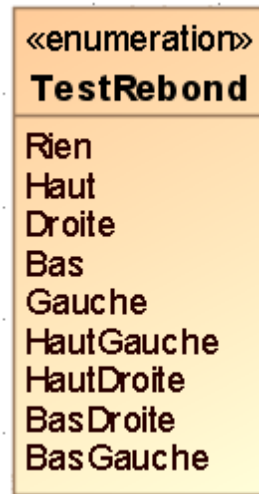 «enumeration»
TestRebond
Rien
Haut
Droite
Bas
Gauche
HautGauche
HautDroite
BasDroite
BasGauche